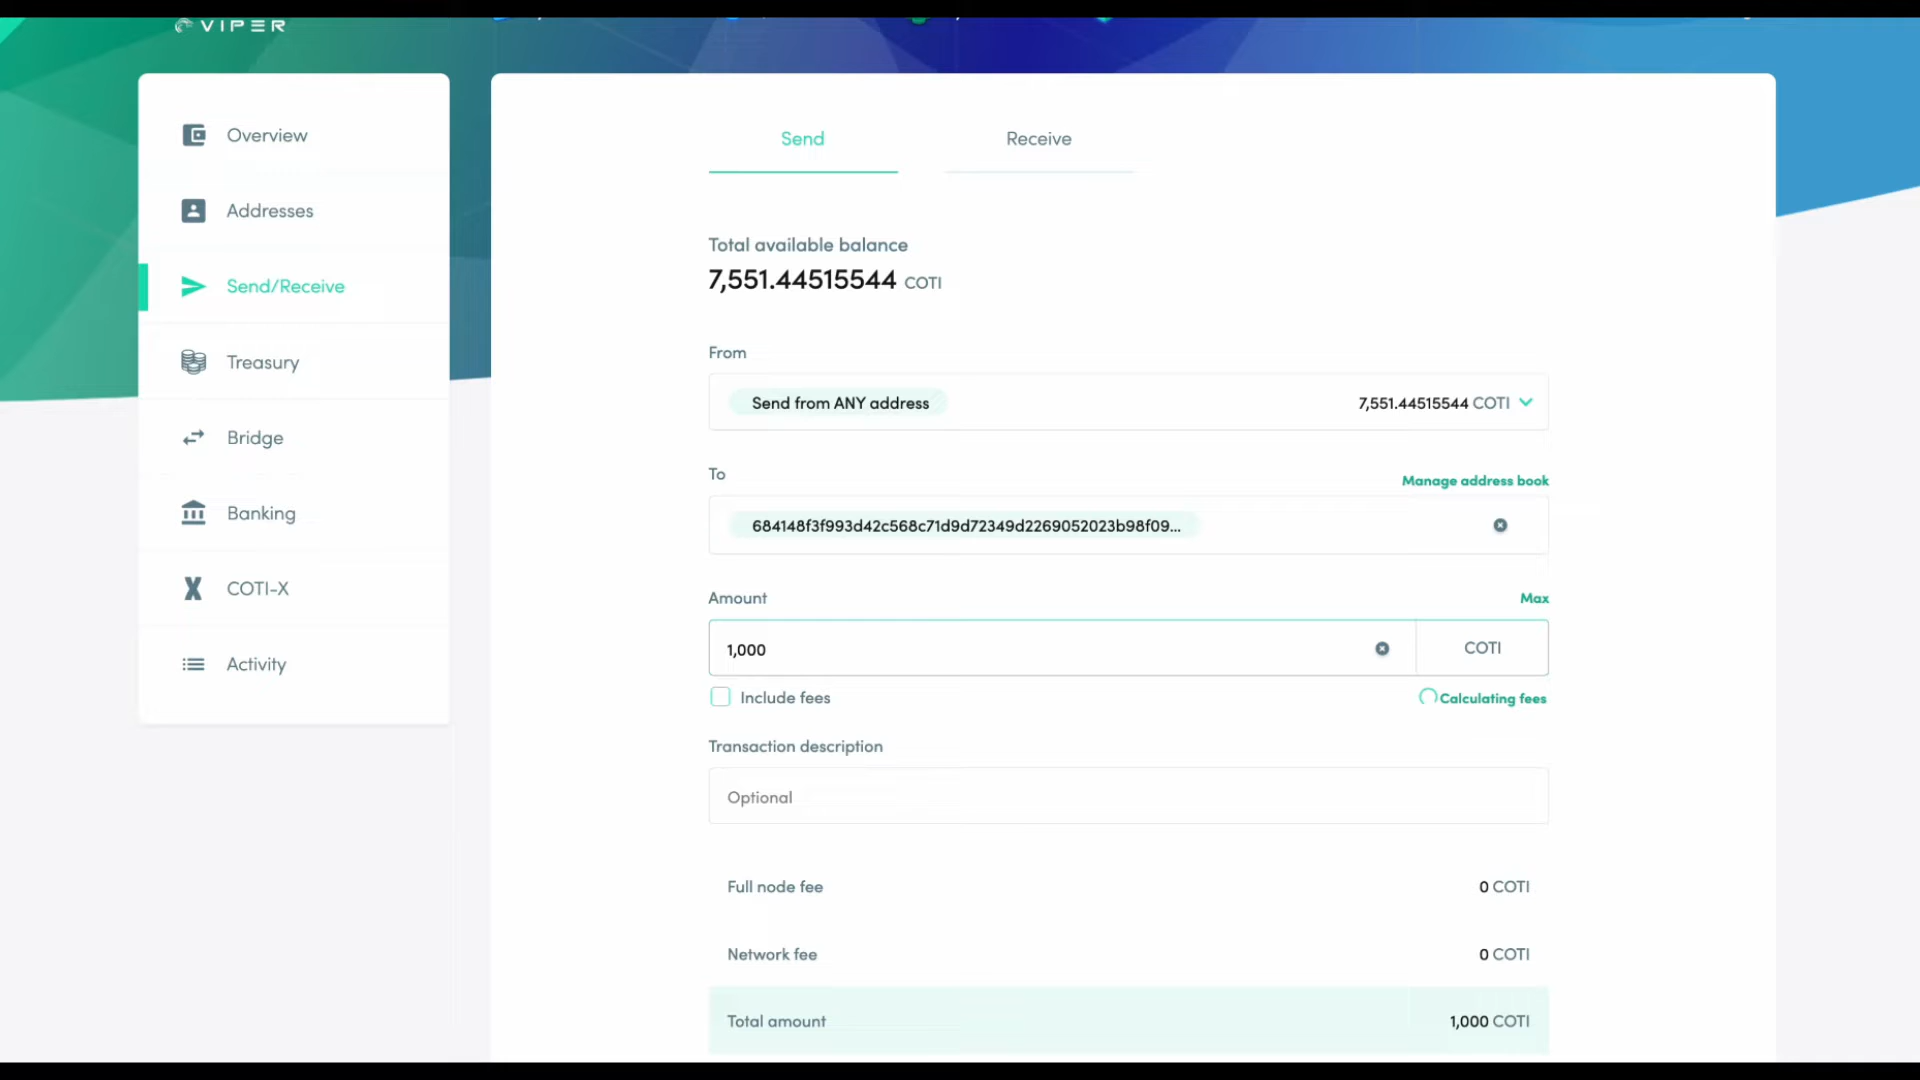 VIPER
Overview
Addresses
Send/Receive
Treasury
Bridge
Banking
COTI-X
Activity
Send
Receive
Total available balance
7,551.44515544 COTI
From
Send from ANY address
7,551.44515544 COTI
To
Manage address book
684148f3f993d42c568c71d9d72349d2269052023b98f09...
Amount
Max
1,000
COTI
Include fees
Calculating fees
Transaction description
Optional
Full node fee
0 COTI
Network fee
0 COTI
Total amount
1,000 COTI